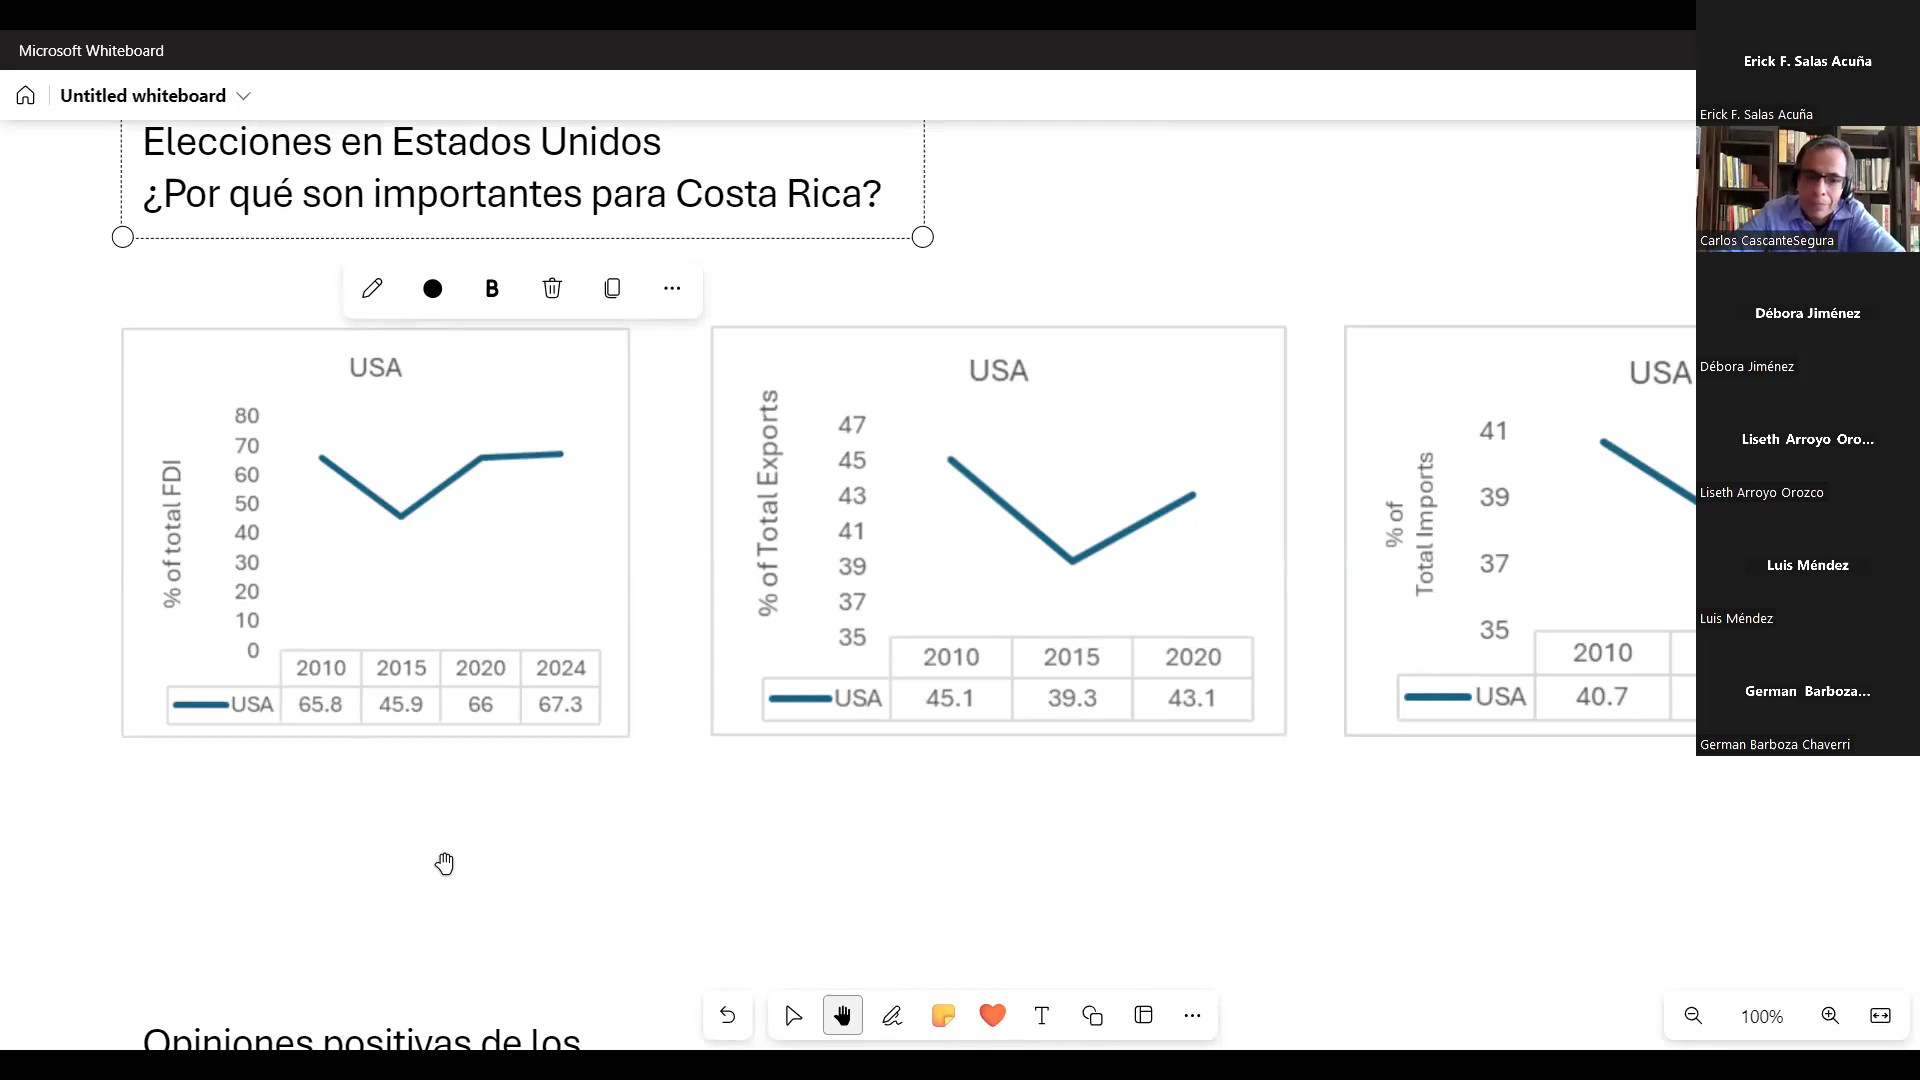 Microsoft Whiteboard
Untitled whiteboard
Elecciones en Estados Unidos
¿Por qué son importantes para Costa Rica?
B
USA
% of total FDI
80
70
60
50
40
30
20
10
0
2010 2015 2020 2024
USA 65.8 45.9 66 67.3
USA
% of Total Exports
47
45
43
41
39
37
35
2010 2015 2020
USA 45.1 39.3 43.1
USA
% of
Total Imports
41
39
37
35
2010
USA 40.7
Opiniones positivas de los
T
100%
Erick F. Salas Acuña
Erick F. Salas Acuña
Carlos CascanteSegura
Débora Jiménez
Débora Jiménez
Liseth Arroyo Oro...
Liseth Arroyo Orozco
Luis Méndez
Luis Méndez
German Barboza...
German Barboza Chaverri